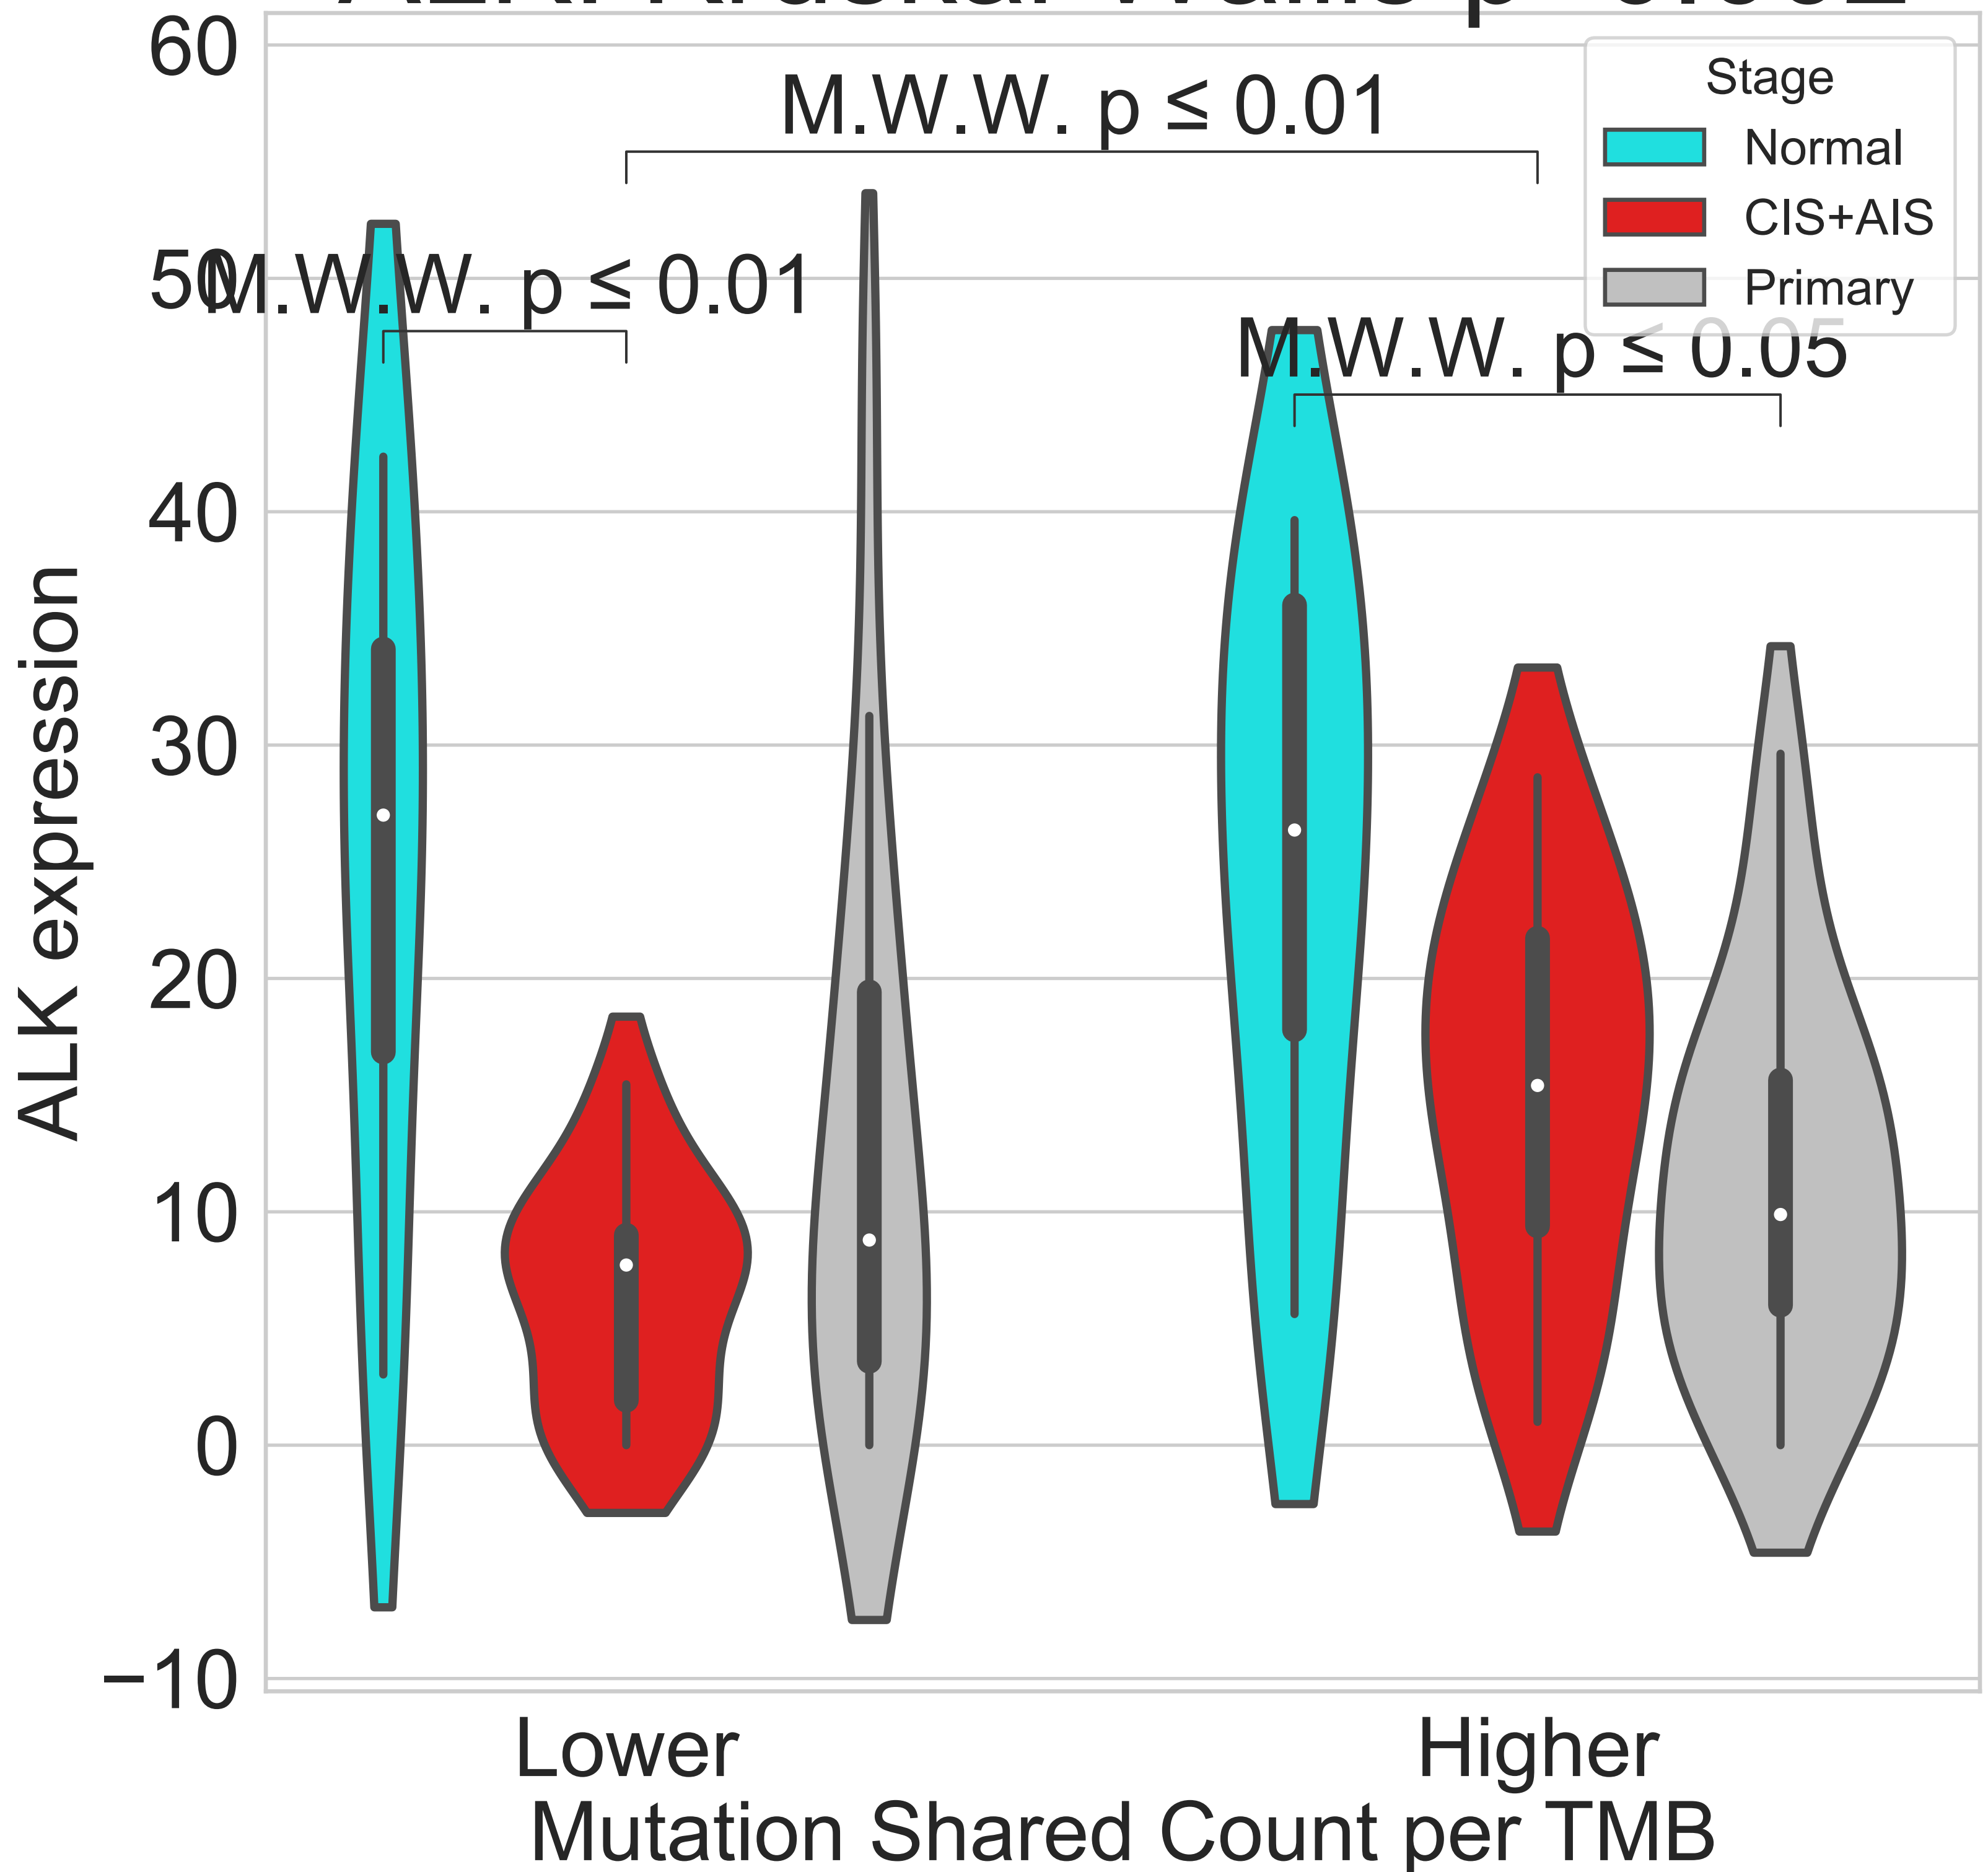 60
50
40
30
20
10
0
−10
ALK expression
M.W.W. p ≤ 0.01
M.W.W. p ≤ 0.01
M.W.W. p ≤ 0.05
Stage
Normal
CIS+AIS
Primary
Lower
Higher
Mutation Shared Count per TMB